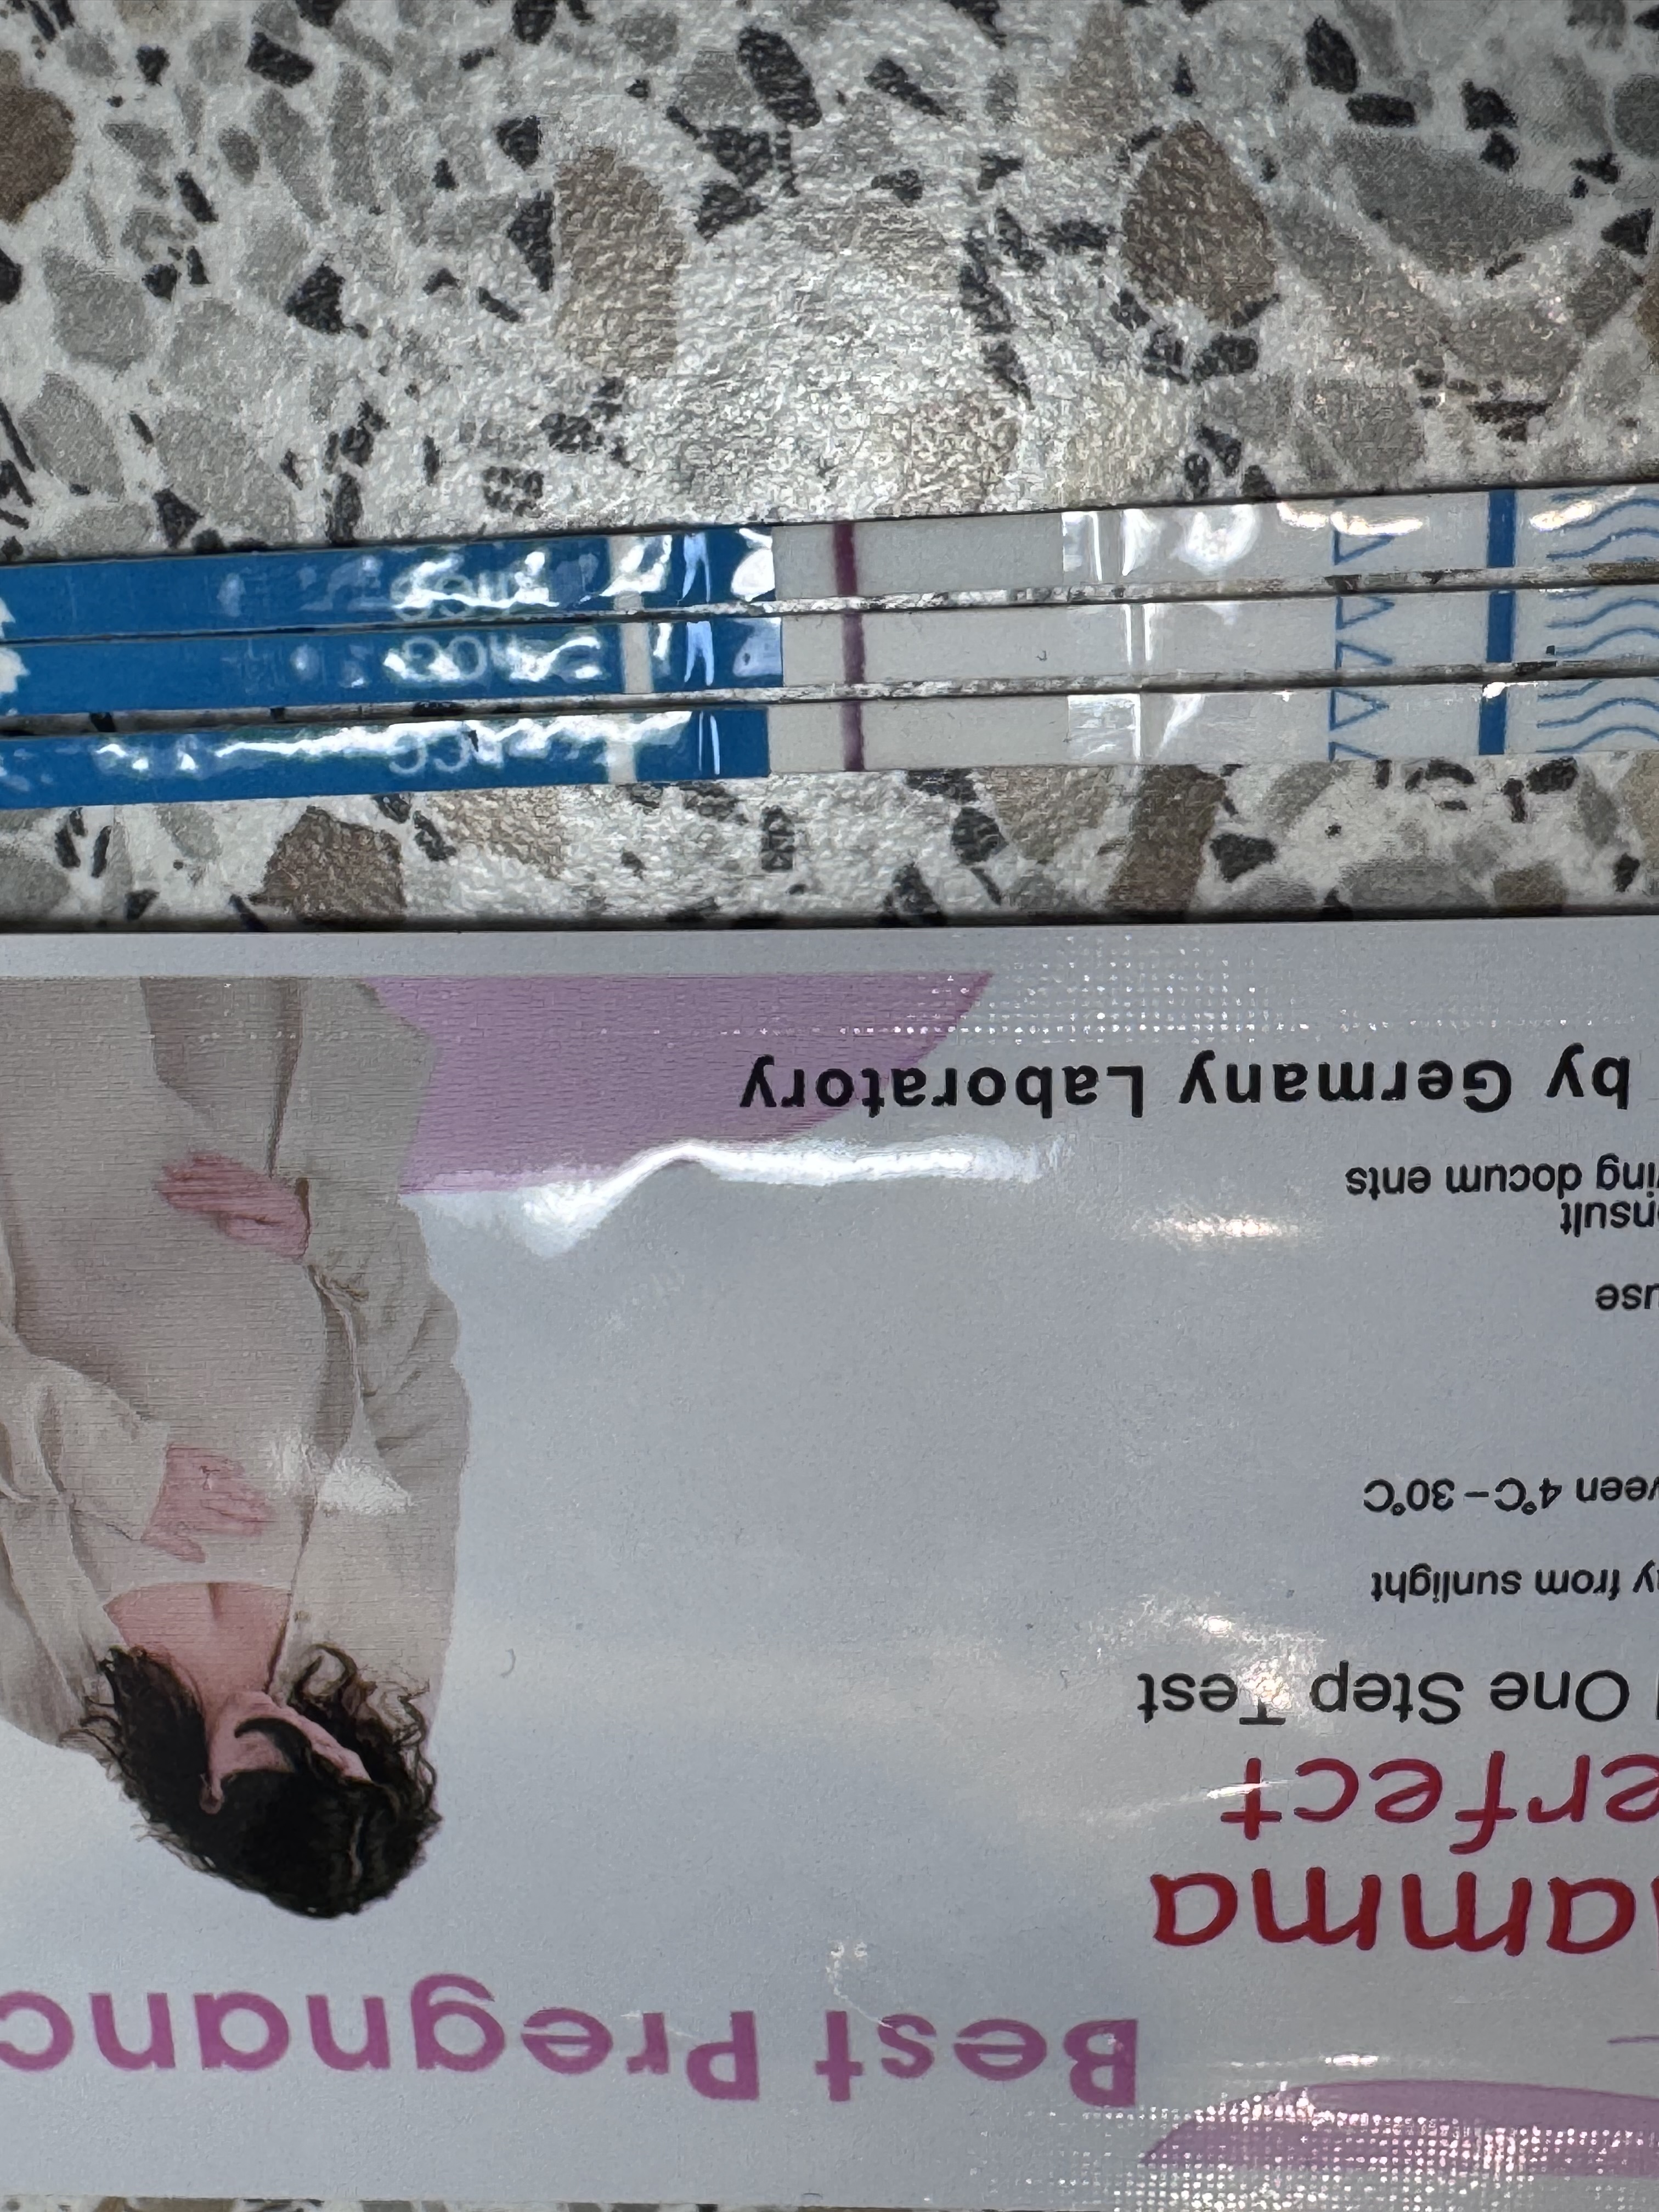 Best Pregnanc
amma
erfect
One Step Test
y from sunlight
veen 4°C-30°C
use
nsult
ing docum ents
by Germany Laboratory